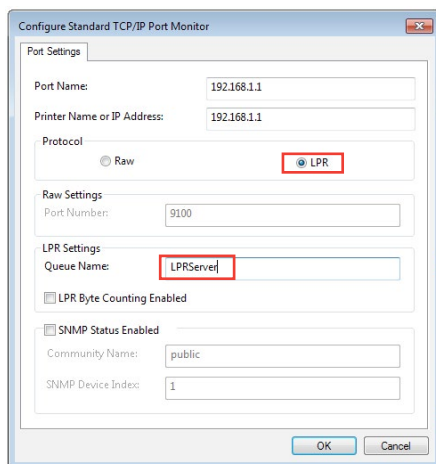 Configure Standard TCP/IP Port Monitor
Port Settings
Port Name: 192.168.1.1
Printer Name or IP Address: 192.168.1.1
Protocol
Raw LPR
Raw Settings
Port Number: 9100
LPR Settings
Queue Name: LPRServer
LPR Byte Counting Enabled
SNMP Status Enabled
Community Name: public
SNMP Device Index: 1
OK Cancel